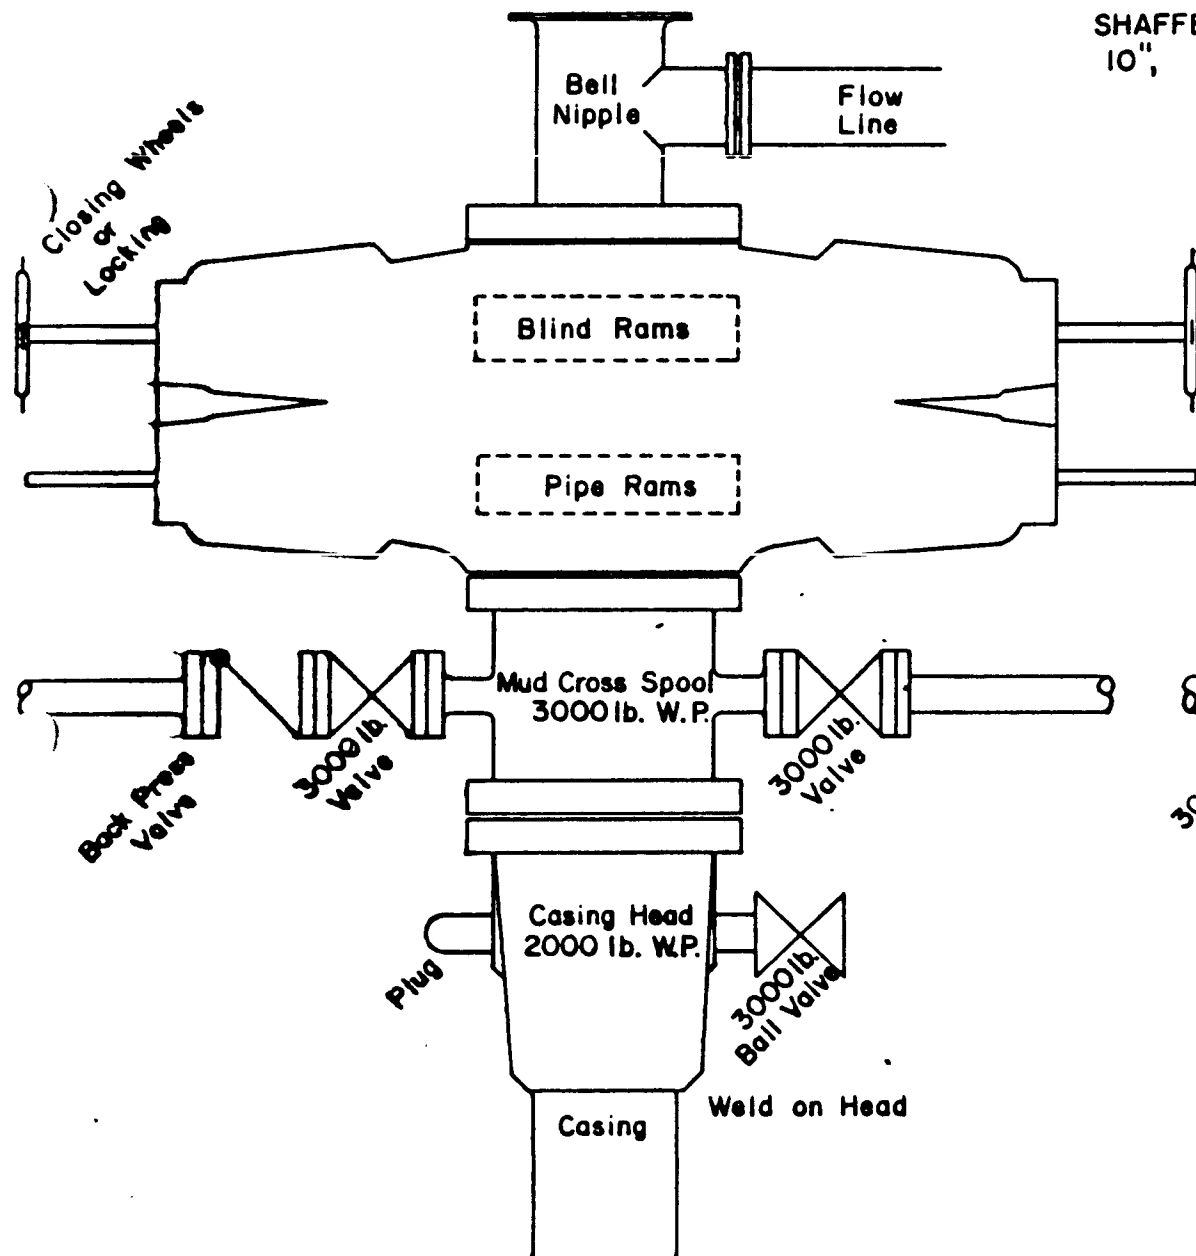 SHAFFE
10",
Bell
Nipple
Flow
Line
Closing Wheels
or
Locking
Blind Rams
Pipe Rams
Mud Cross Spool
3000 lb. W.P.
Back Press
Valve
3000 lb.
Valve
3000 lb.
Valve
30
Casing Head
2000 lb. W.P.
Plug
3000 lb.
Ball Valve
Weld on Head
Casing